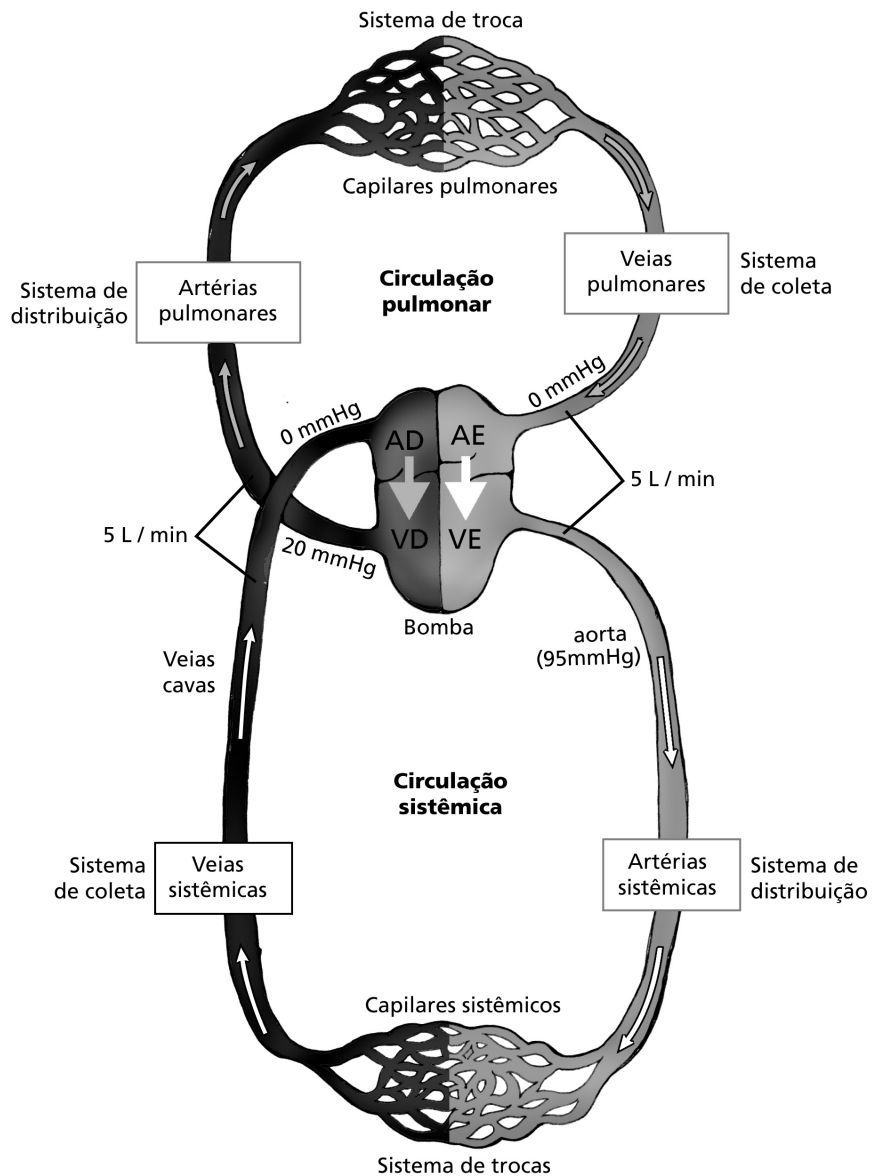 Sistema de troca
Capilares pulmonares
Sistema de
distribuição
Artérias
pulmonares
Circulação
pulmonar
Veias
pulmonares
Sistema
de coleta
0 mmHg
0 mmHg
AD
AE
5 L / min
5 L / min
20 mmHg
VD
VE
Bomba
aorta
(95mmHg)
Veias
cavas
Circulação
sistêmica
Sistema
de coleta
Veias
sistêmicas
Artérias
sistêmicas
Sistema de
distribuição
Capilares sistêmicos
Sistema de trocas